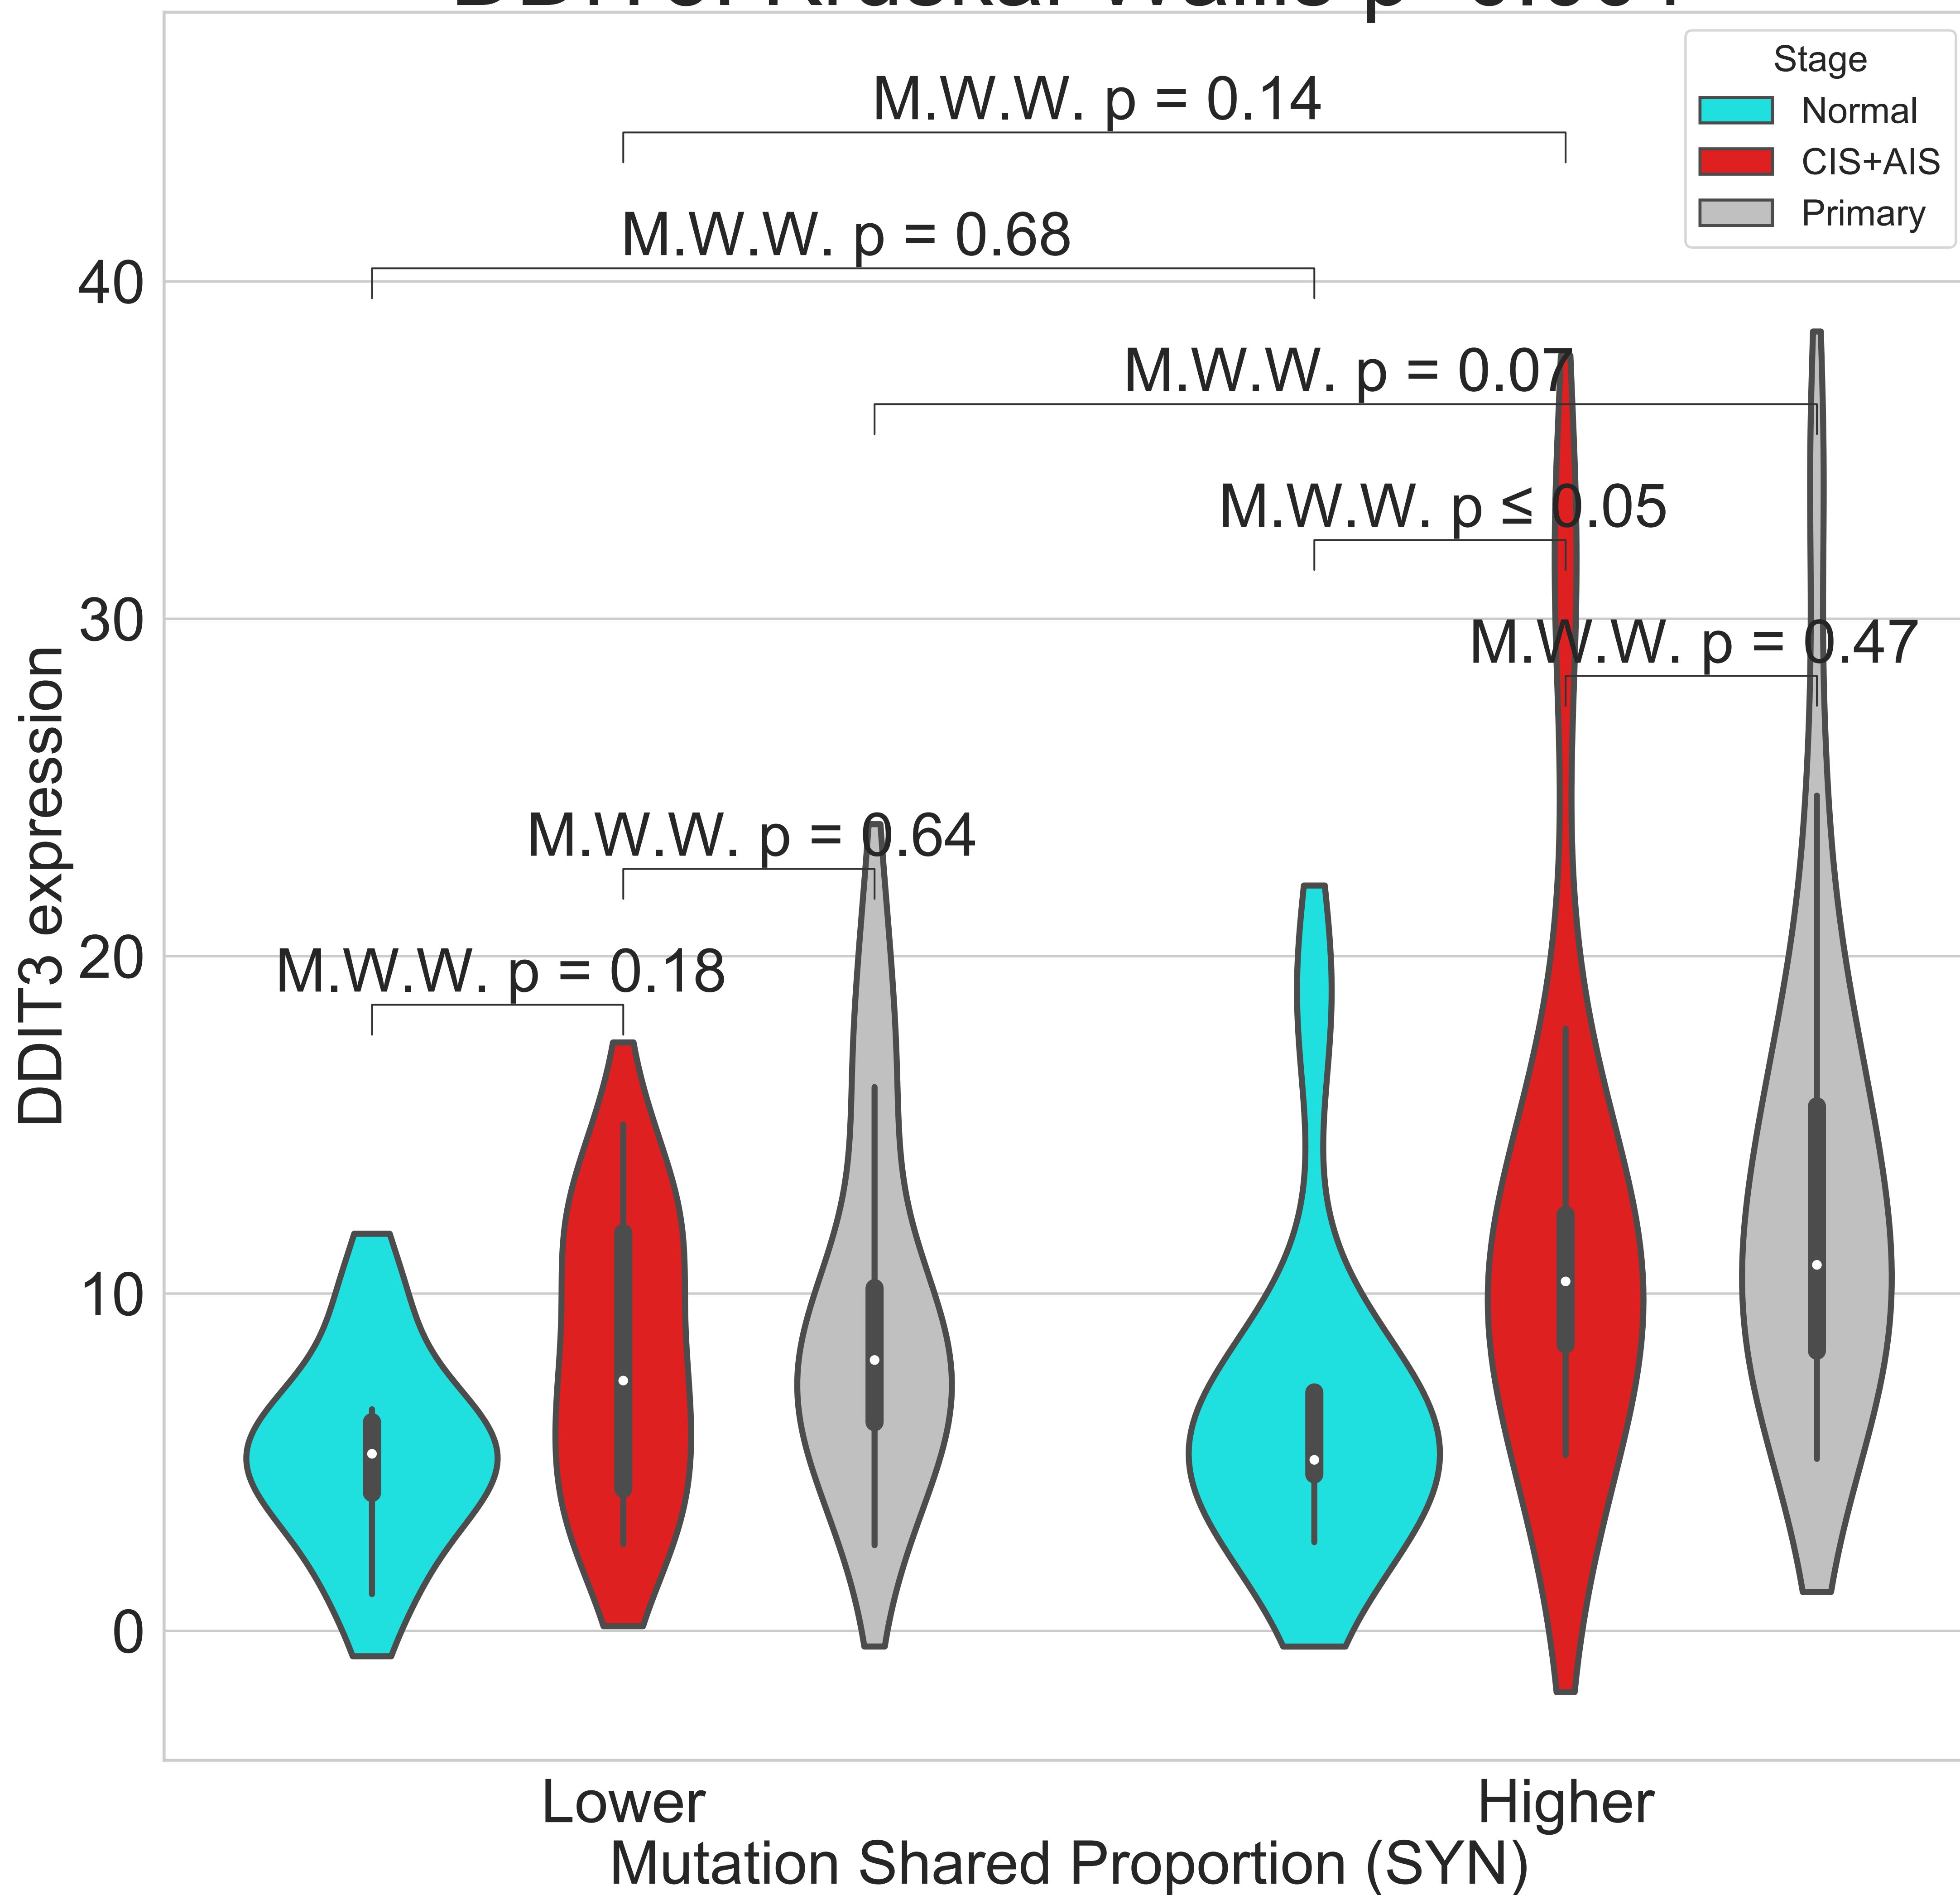 Stage
Normal
CIS+AIS
Primary
M.W.W. p = 0.14
M.W.W. p = 0.68
M.W.W. p = 0.07
M.W.W. p ≤ 0.05
M.W.W. p = 0.47
M.W.W. p = 0.64
M.W.W. p = 0.18
40
30
20
10
0
DDIT3 expression
Lower
Higher
Mutation Shared Proportion (SYN)